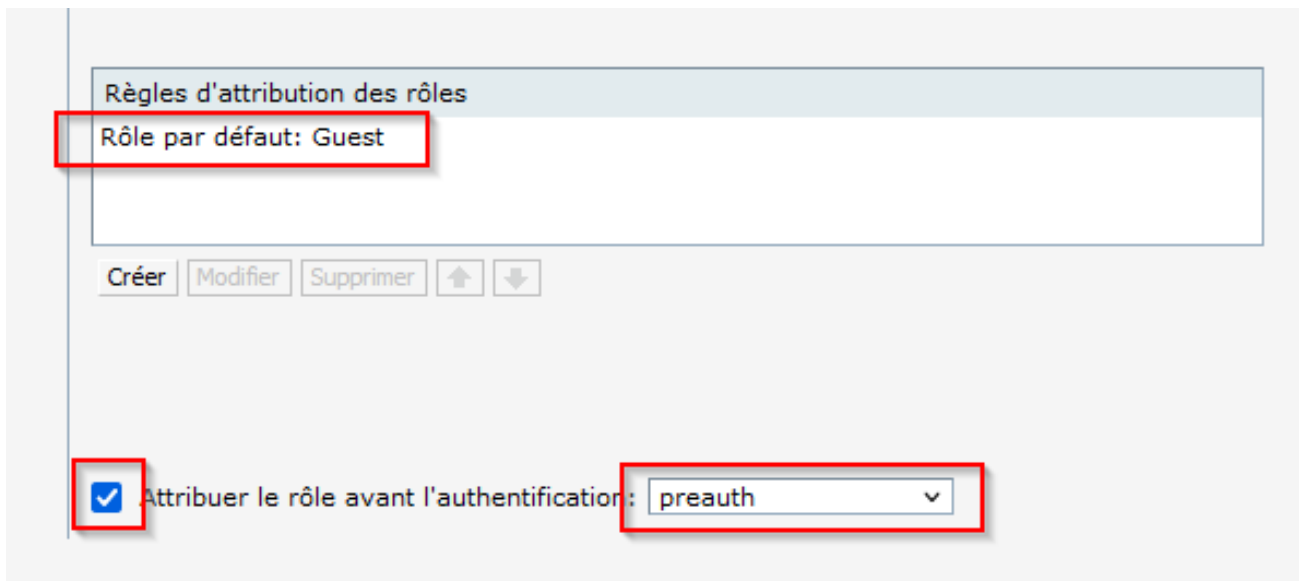 Règles d'attribution des rôles
Rôle par défaut: Guest
Créer Modifier Supprimer
Attribuer le rôle avant l'authentification: preauth